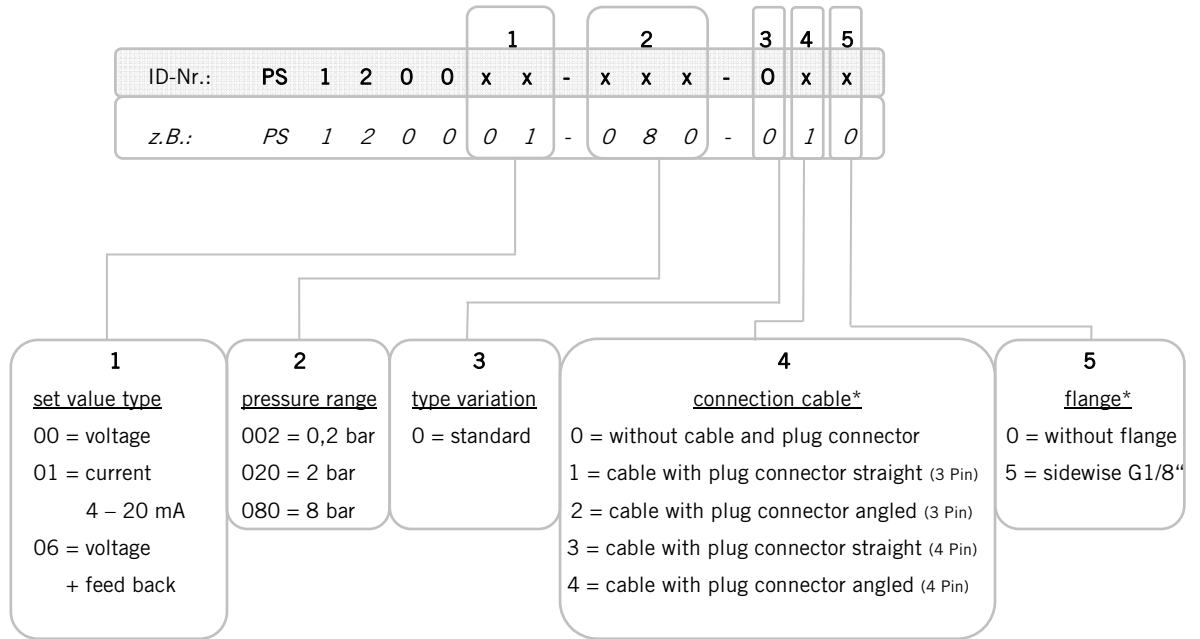 1 2 3 4 5
ID-Nr.: PS 1 2 0 0 x x - x x x - 0 x x
z.B.: PS 1 2 0 0 0 1 - 0 8 0 - 0 1 0
1
set value type
00 = voltage
01 = current
4 – 20 mA
06 = voltage
+ feed back
2
pressure range
002 = 0,2 bar
020 = 2 bar
080 = 8 bar
3
type variation
0 = standard
4
connection cable*
0 = without cable and plug connector
1 = cable with plug connector straight (3 Pin)
2 = cable with plug connector angled (3 Pin)
3 = cable with plug connector straight (4 Pin)
4 = cable with plug connector angled (4 Pin)
5
flange*
0 = without flange
5 = sidewise G1/8“